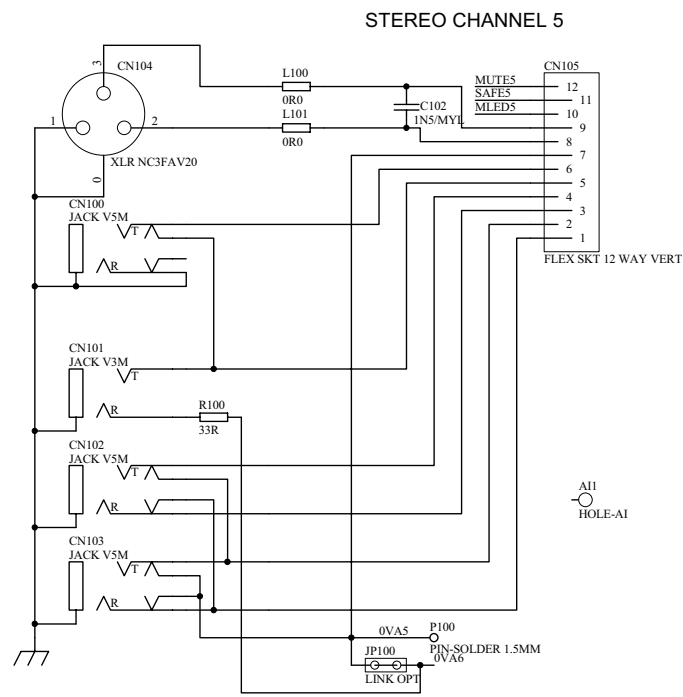 STEREO CHANNEL 5
CN104
3
1
2
0
XLR NC3FAV20
L100
0R0
L101
0R0
C102
1N5/MYL
CN105
MUTE5
SAFE5
MLED5
12
11
10
9
8
7
6
5
4
3
2
1
FLEX SKT 12 WAY VERT
CN100
JACK V5M
T
R
CN101
JACK V3M
T
R
R100
33R
CN102
JACK V5M
T
R
AI1
HOLE-AI
CN103
JACK V5M
T
R
0VA5
P100
PIN-SOLDER 1.5MM
0VA6
JP100
LINK OPT